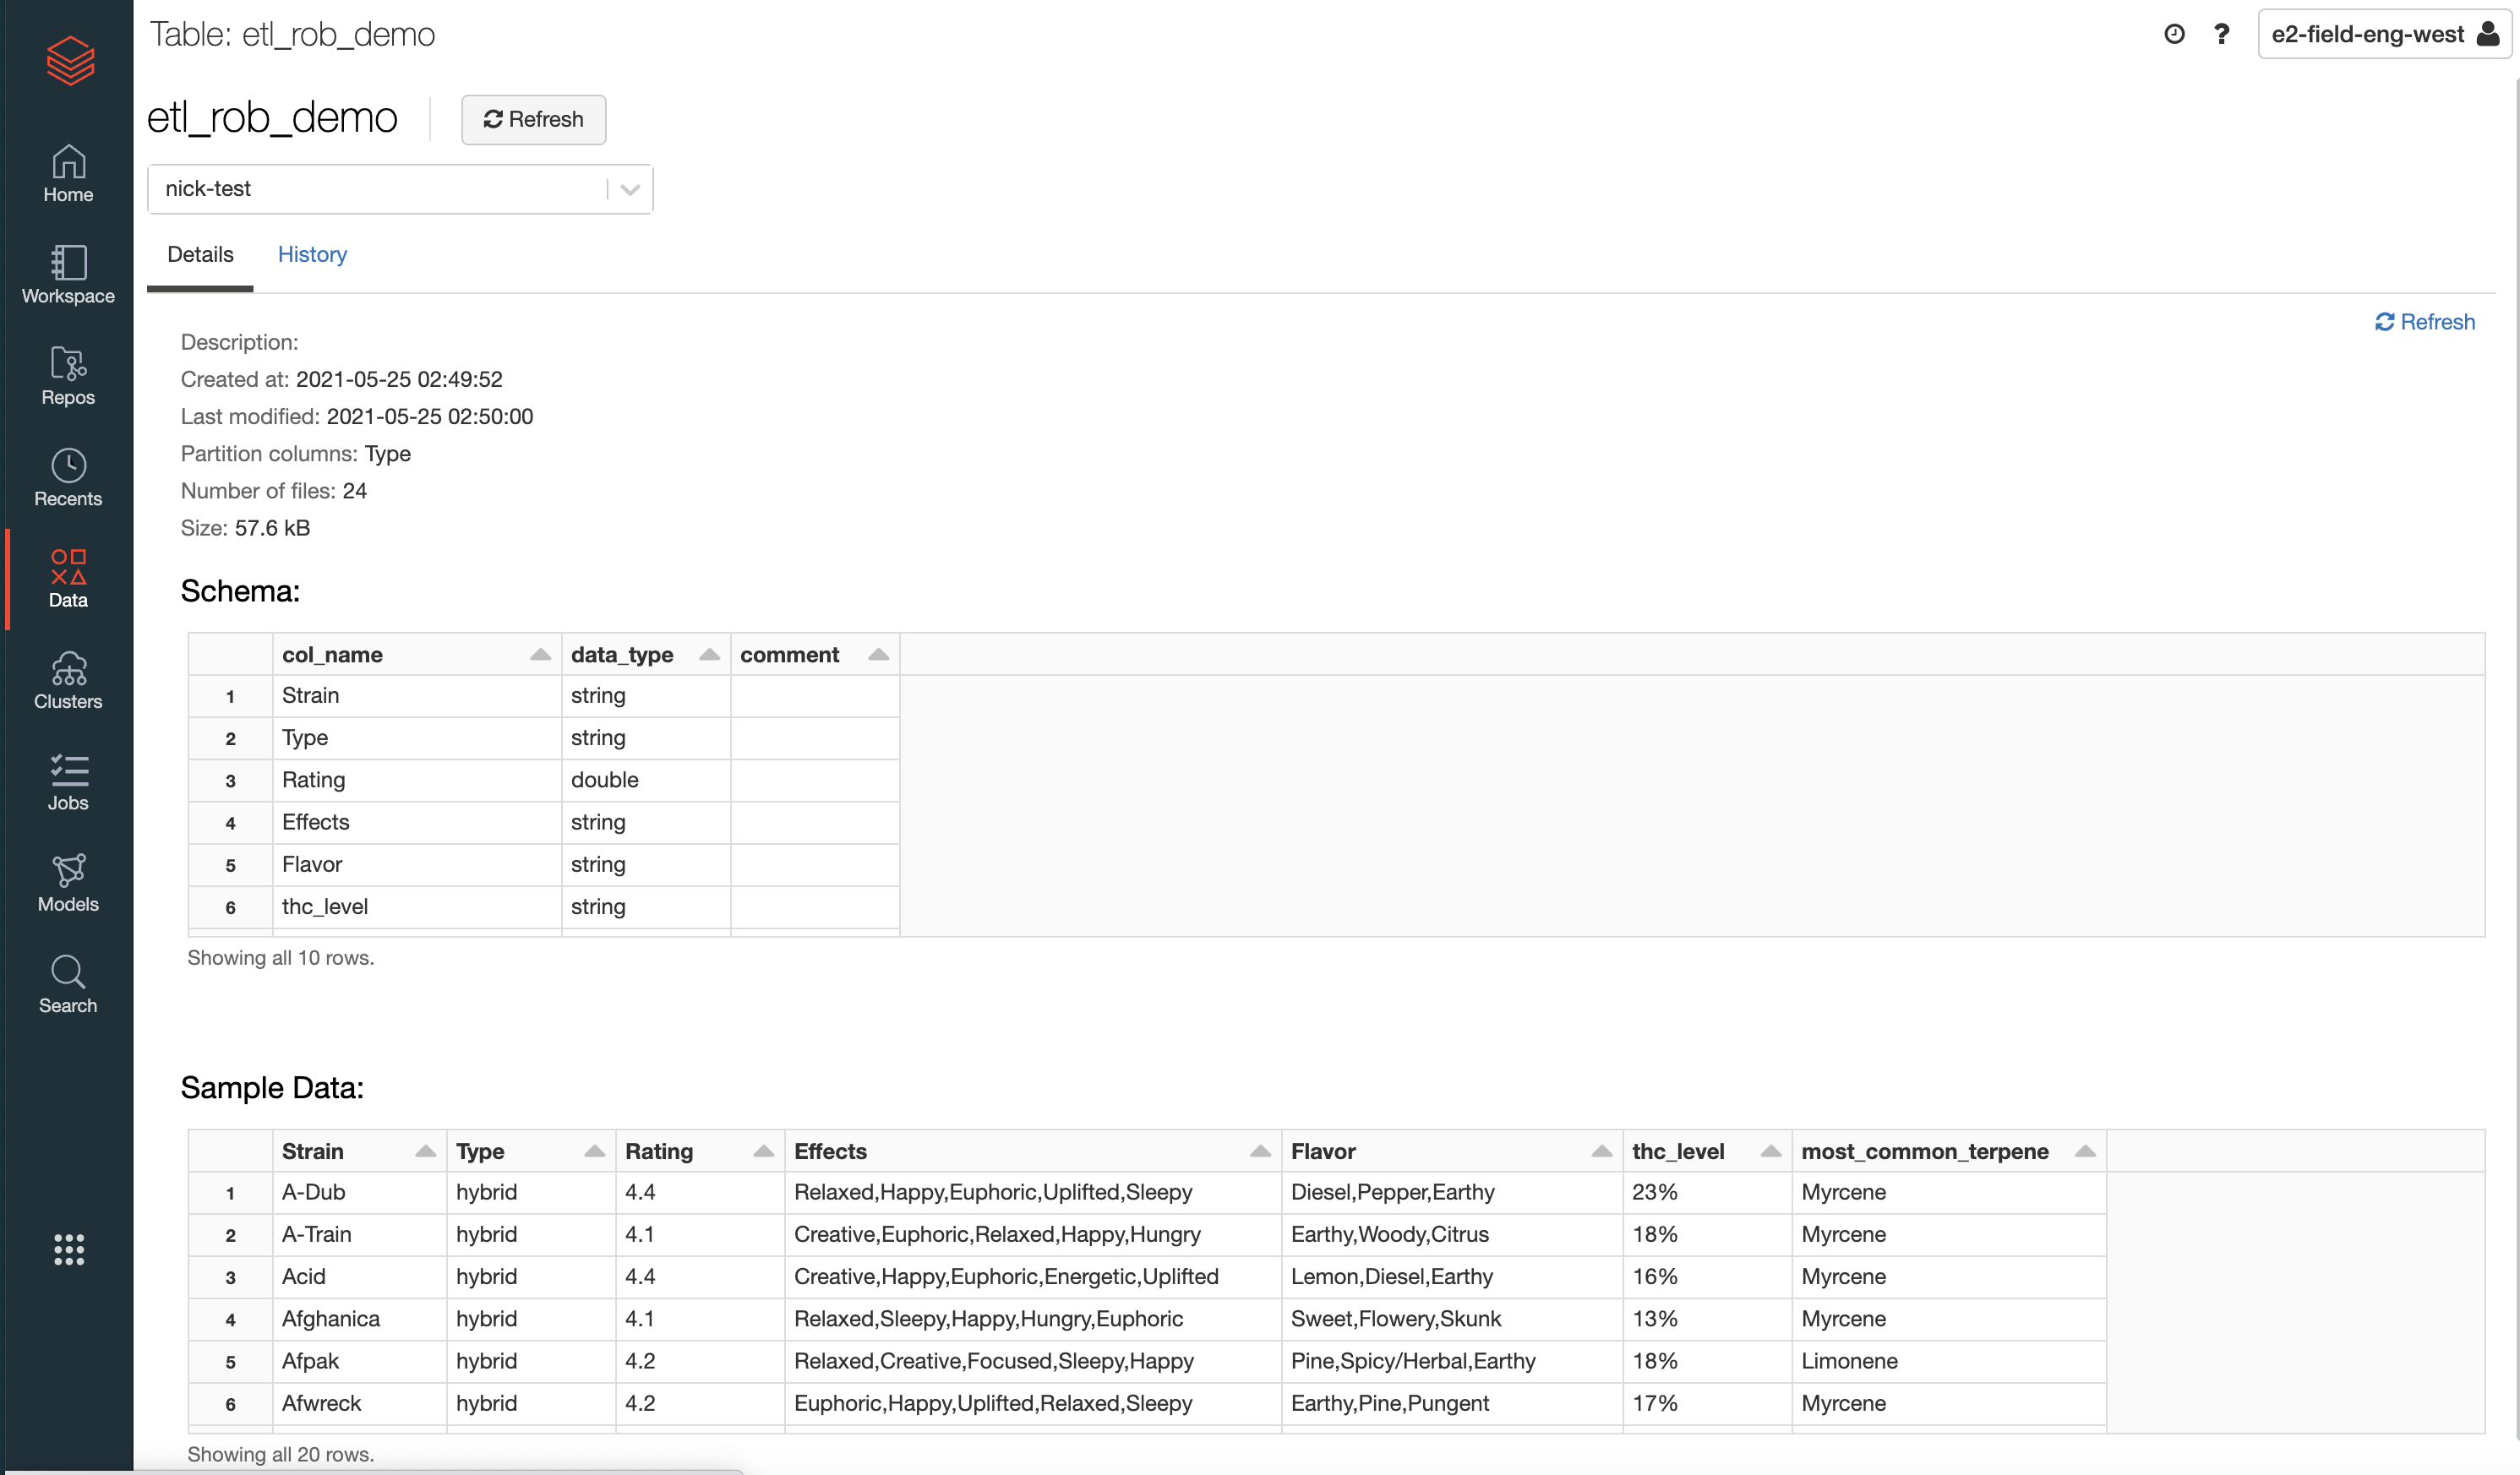 Table: etl_rob_demo
e2-field-eng-west
etl_rob_demo
Refresh
nick-test
Details History
Refresh
Home
Workspace
Repos
Recents
Data
Clusters
Jobs
Models
Search
Description:
Created at: 2021-05-25 02:49:52
Last modified: 2021-05-25 02:50:00
Partition columns: Type
Number of files: 24
Size: 57.6 kB
Schema:
col_name data_type comment
1 Strain string
2 Type string
3 Rating double
4 Effects string
5 Flavor string
6 thc_level string
Showing all 10 rows.
Sample Data:
Strain Type Rating Effects Flavor thc_level most_common_terpene
1 A-Dub hybrid 4.4 Relaxed,Happy,Euphoric,Uplifted,Sleepy Diesel,Pepper,Earthy 23% Myrcene
2 A-Train hybrid 4.1 Creative,Euphoric,Relaxed,Happy,Hungry Earthy,Woody,Citrus 18% Myrcene
3 Acid hybrid 4.4 Creative,Happy,Euphoric,Energetic,Uplifted Lemon,Diesel,Earthy 16% Myrcene
4 Afghanica hybrid 4.1 Relaxed,Sleepy,Happy,Hungry,Euphoric Sweet,Flowery,Skunk 13% Myrcene
5 Afpak hybrid 4.2 Relaxed,Creative,Focused,Sleepy,Happy Pine,Spicy/Herbal,Earthy 18% Limonene
6 Afwreck hybrid 4.2 Euphoric,Happy,Uplifted,Relaxed,Sleepy Earthy,Pine,Pungent 17% Myrcene
Showing all 20 rows.